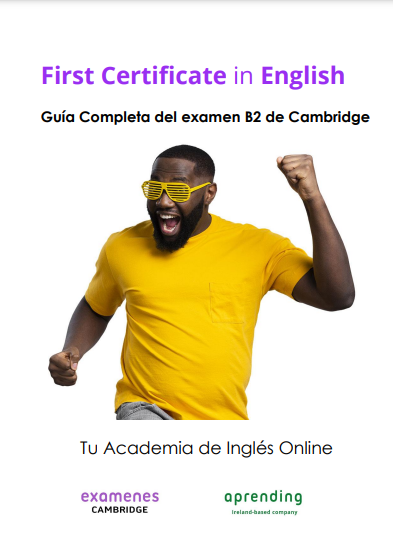 First Certificate in English
Guía Completa del examen B2 de Cambridge
Tu Academia de Inglés Online
examenes
CAMBRIDGE
aprending
ireland-based company